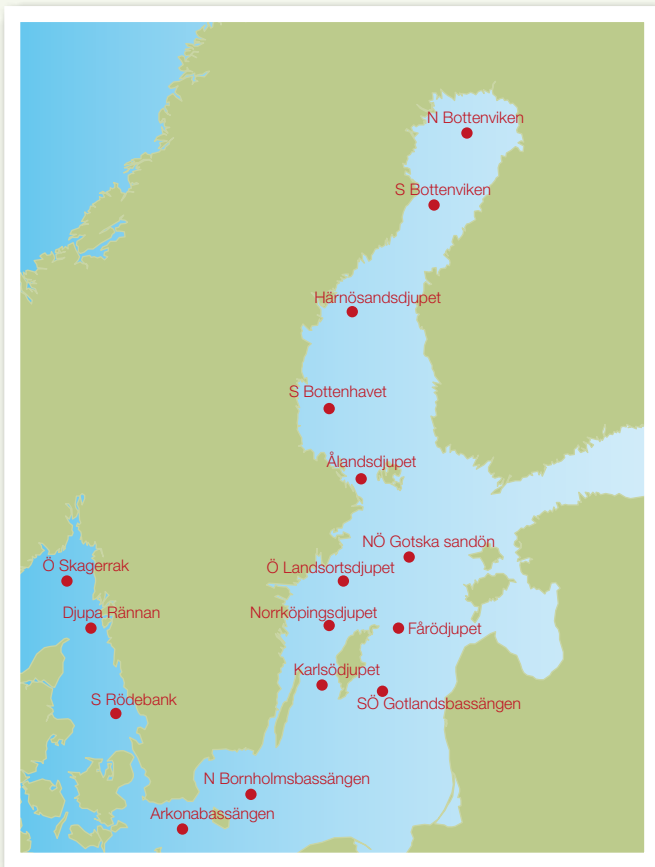 N Bottenviken
S Bottenviken
Härnösandsdjupet
S Bottenhavet
Ålandsdjupet
NÖ Gotska sandön
Ö Skagerrak
Ö Landsortsdjupet
Djupa Rännan
Norrköpingsdjupet
Fårödjupet
Karlsödjupet
S Rödebank
SÖ Gotlandsbassängen
N Bornholmsbassängen
Arkonabassängen